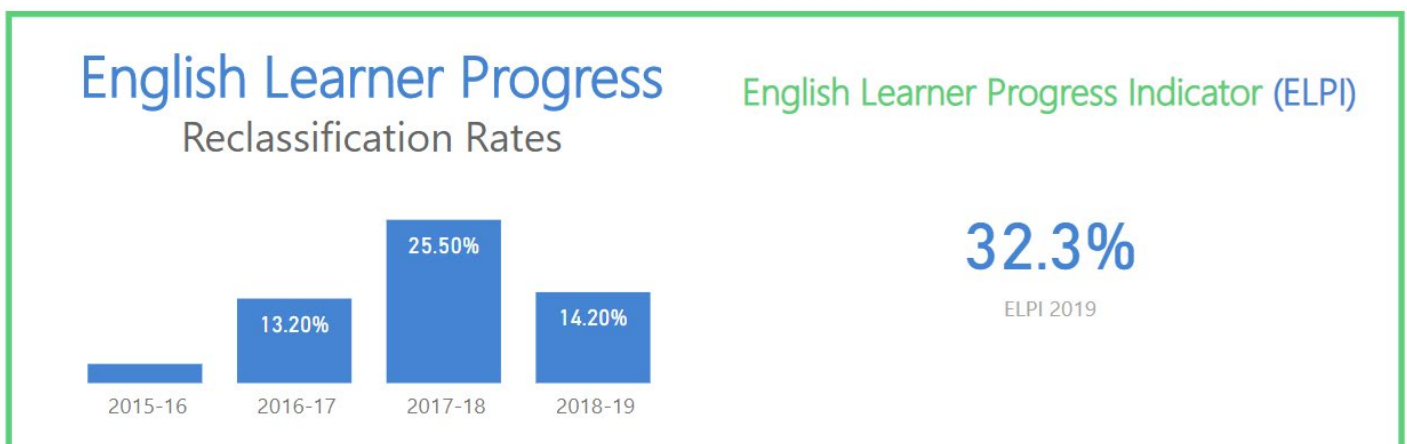 English Learner Progress
Reclassification Rates
25.50%
13.20%
14.20%
2015-16
2016-17
2017-18
2018-19
English Learner Progress Indicator (ELPI)
32.3%
ELPI 2019